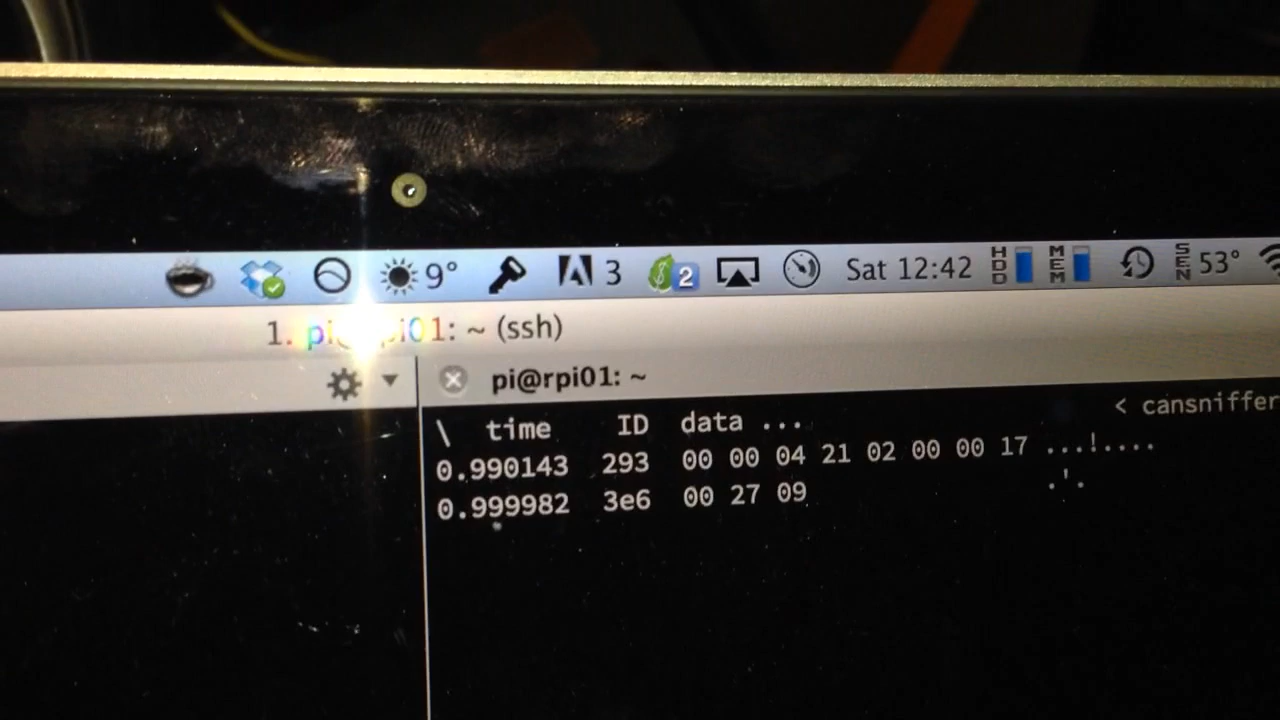 9° 3 2 Sat 12:42 HDD MEM SEN 53°
1. pi@rpi01: ~ (ssh)
pi@rpi01: ~
\ time ID data ... < cansniffer
0.990143 293 00 00 04 21 02 00 00 17 ...!....
0.999982 3e6 00 27 09 .'.